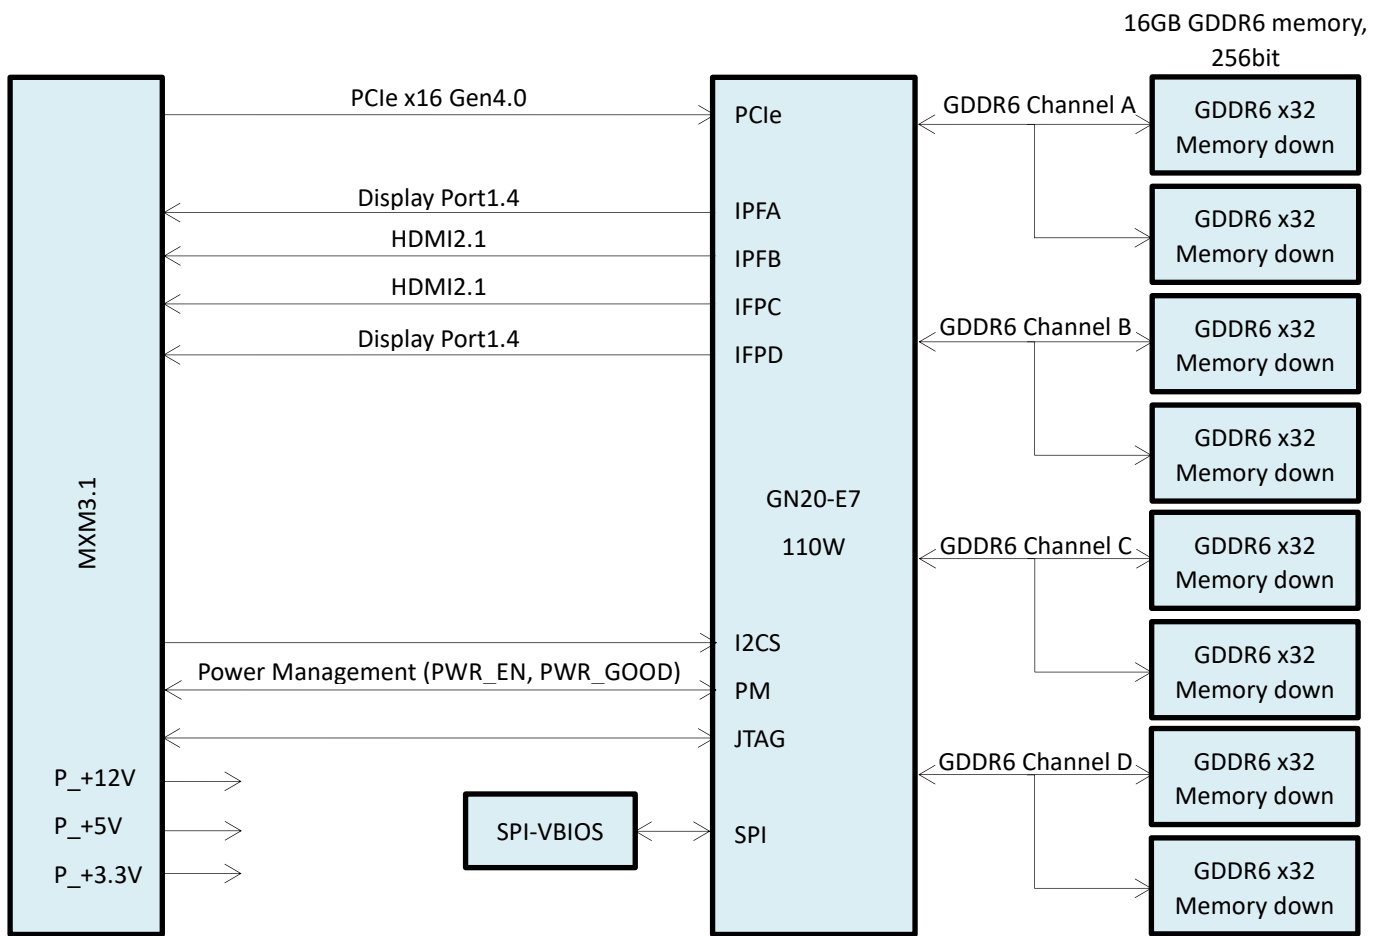 16GB GDDR6 memory,
256bit
MXM3.1
PCIe x16 Gen4.0
Display Port1.4
HDMI2.1
HDMI2.1
Display Port1.4
Power Management (PWR_EN, PWR_GOOD)
P_+12V
P_+5V
P_+3.3V
SPI-VBIOS
PCIe
IPFA
IPFB
IFPC
IFPD
GN20-E7
110W
I2CS
PM
JTAG
SPI
GDDR6 Channel A
GDDR6 x32
Memory down
GDDR6 x32
Memory down
GDDR6 Channel B
GDDR6 x32
Memory down
GDDR6 x32
Memory down
GDDR6 Channel C
GDDR6 x32
Memory down
GDDR6 x32
Memory down
GDDR6 Channel D
GDDR6 x32
Memory down
GDDR6 x32
Memory down